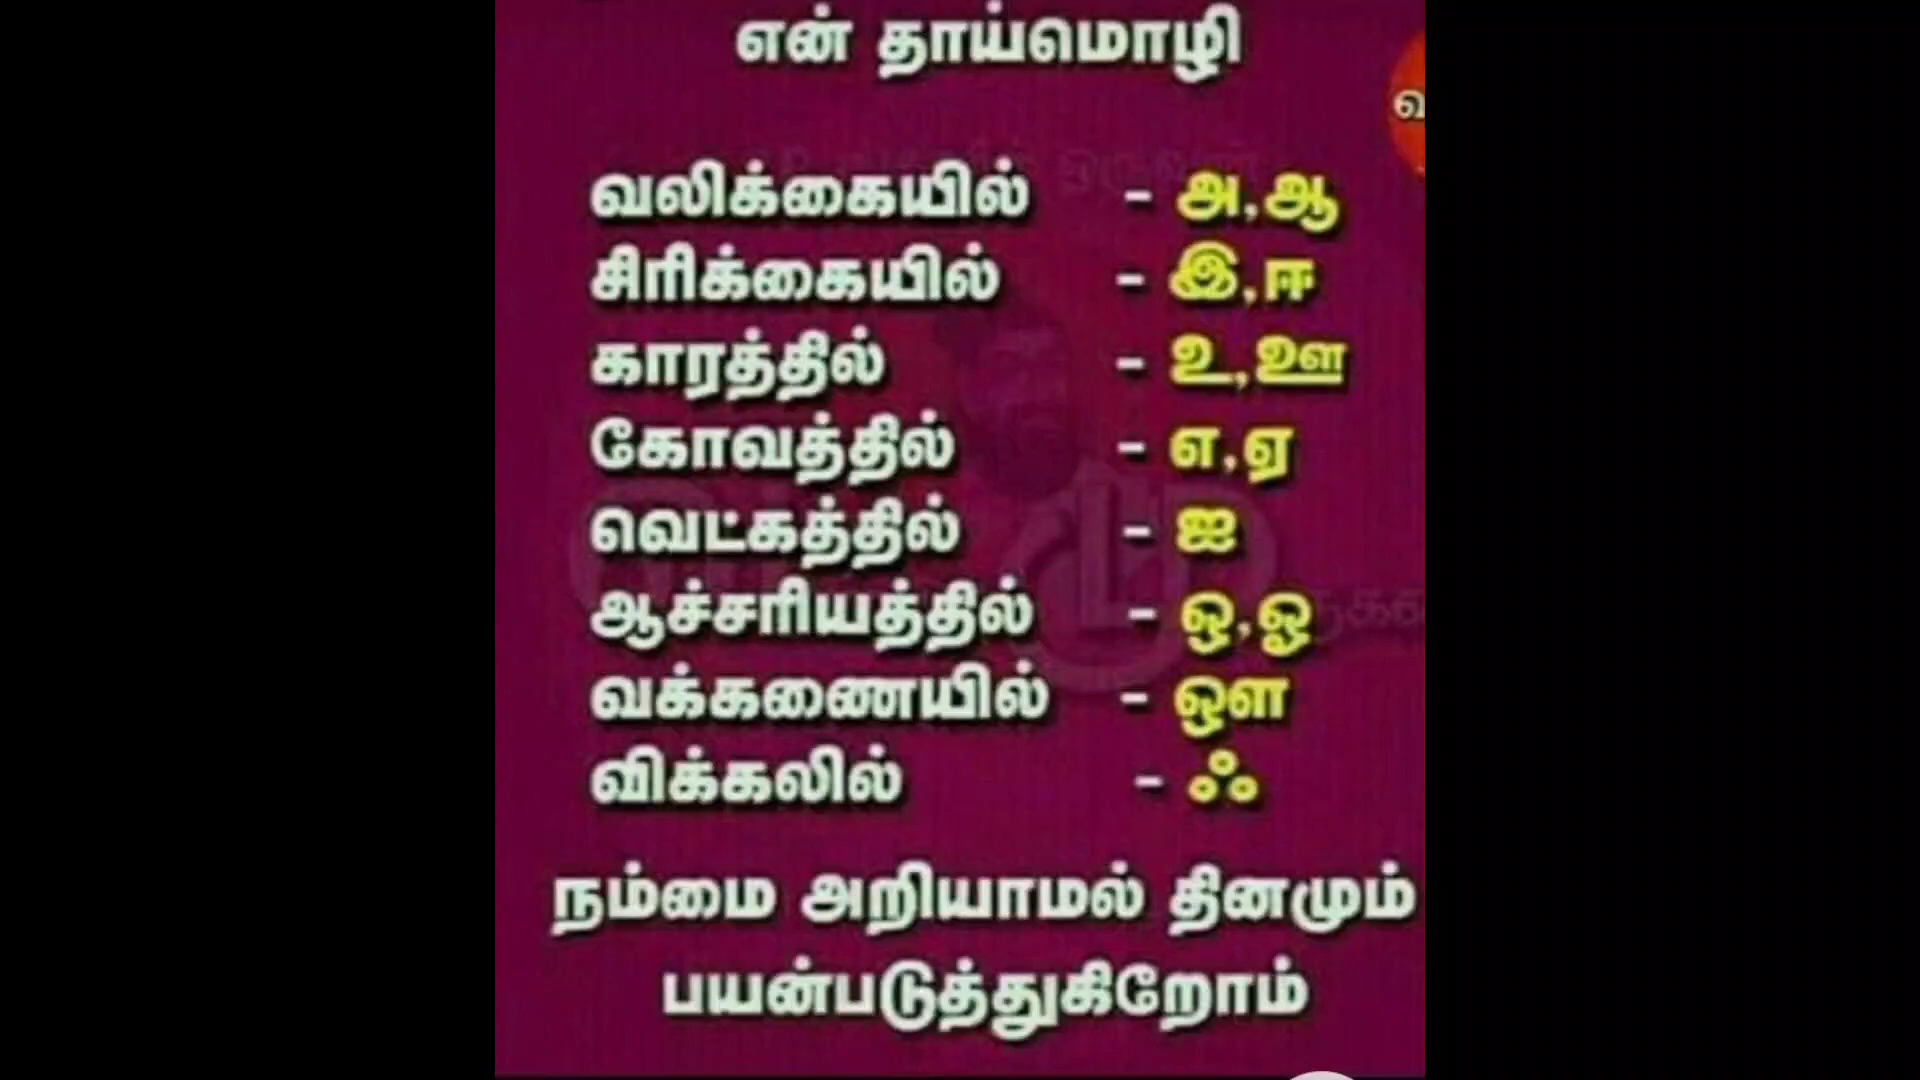 என் தாய்மொழி
வலிக்கையில் - அ,ஆ
சிரிக்கையில் - இ,ஈ
காரத்தில் - உ,ஊ
கோவத்தில் - எ,ஏ
வெட்கத்தில் - ஐ
ஆச்சரியத்தில் - ஒ,ஓ
வக்கணையில் - ஔ
விக்கலில் - ஃ
நம்மை அறியாமல் தினமும்
பயன்படுத்துகிறோம்